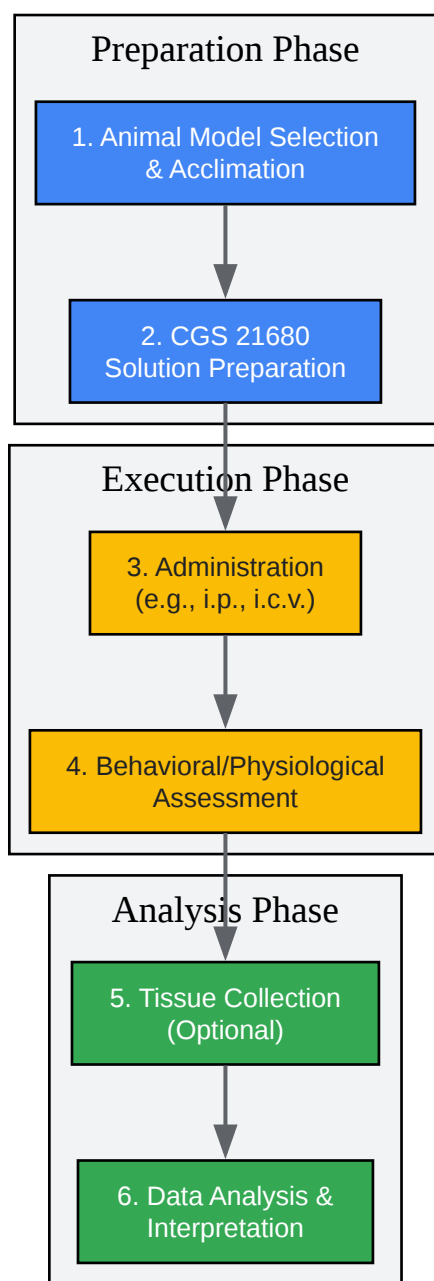 Preparation Phase
1. Animal Model Selection
& Acclimation
2. CGS 21680
Solution Preparation
Execution Phase
3. Administration
(e.g., i.p., i.c.v.)
4. Behavioral/Physiological
Assessment
Analysis Phase
5. Tissue Collection
(Optional)
6. Data Analysis &
Interpretation